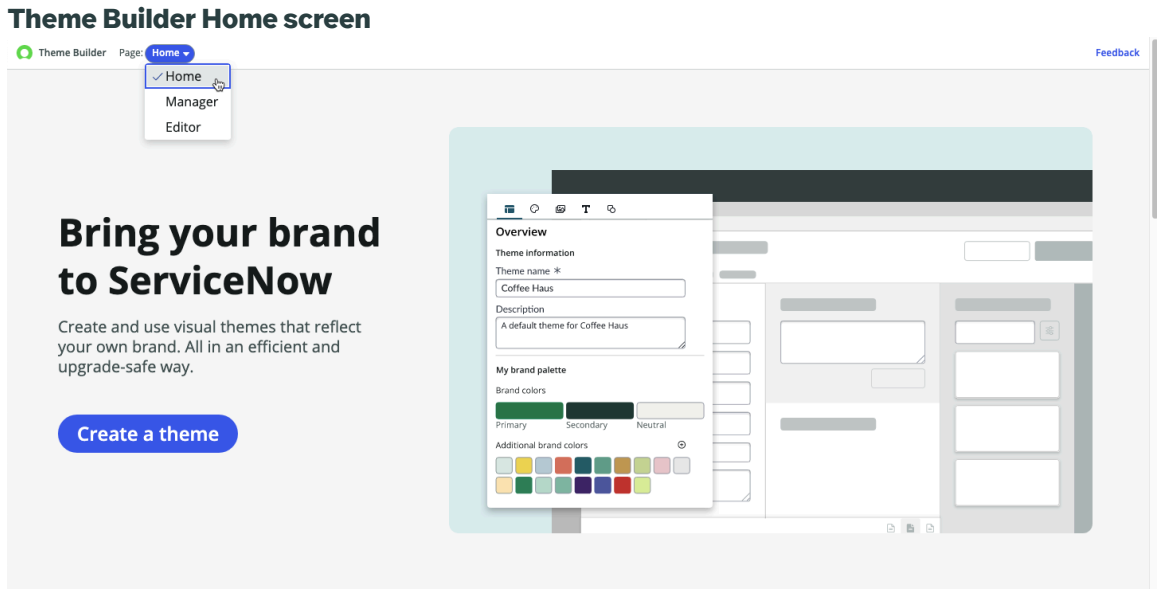 Theme Builder Home screen
Theme Builder Page: Home Feedback
Home
Manager
Editor
Bring your brand
to ServiceNow
Create and use visual themes that reflect
your own brand. All in an efficient and
upgrade-safe way.
Create a theme
Overview
Theme information
Theme name *
Coffee Haus
Description
A default theme for Coffee Haus
My brand palette
Brand colors
Primary Secondary Neutral
Additional brand colors